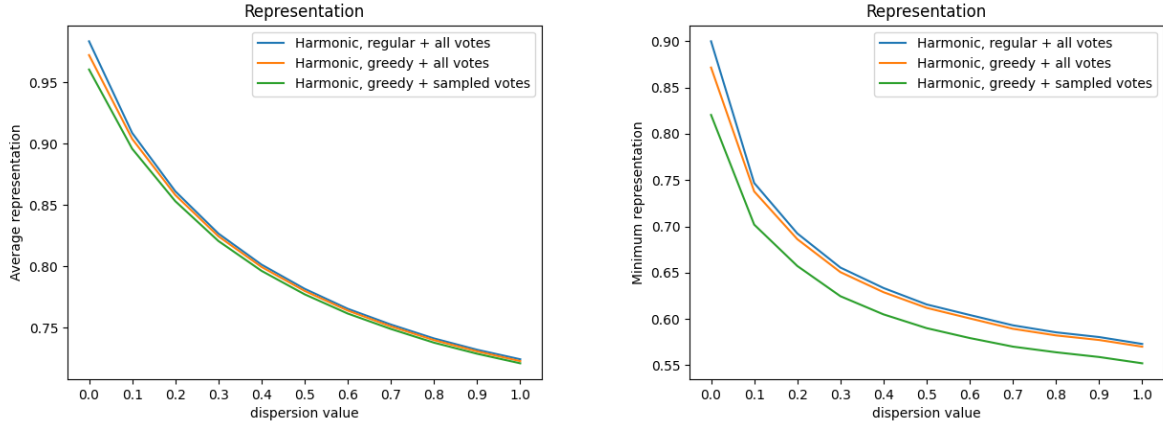 Representation
Harmonic, regular + all votes
Harmonic, greedy + all votes
Harmonic, greedy + sampled votes
Average representation
0.95
0.90
0.85
0.80
0.75
0.0 0.1 0.2 0.3 0.4 0.5 0.6 0.7 0.8 0.9 1.0
dispersion value
Representation
Harmonic, regular + all votes
Harmonic, greedy + all votes
Harmonic, greedy + sampled votes
Minimum representation
0.90
0.85
0.80
0.75
0.70
0.65
0.60
0.55
0.0 0.1 0.2 0.3 0.4 0.5 0.6 0.7 0.8 0.9 1.0
dispersion value